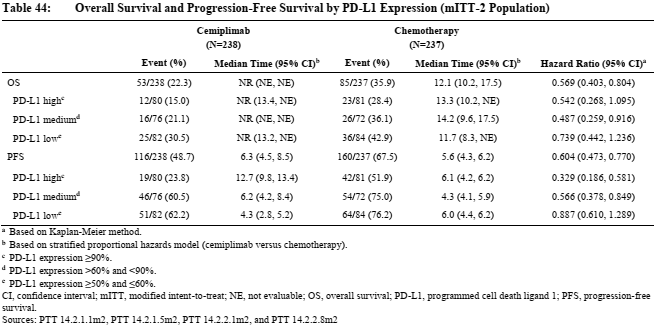 Table 44: Overall Survival and Progression-Free Survival by PD-L1 Expression (mITT-2 Population)
Cemiplimab Chemotherapy
(N=238) (N=237)
Event (%) Median Time (95% CI)b Event (%) Median Time (95% CI)b Hazard Ratio (95% CI)a
OS 53/238 (22.3) NR (NE, NE) 85/237 (35.9) 12.1 (10.2, 17.5) 0.569 (0.403, 0.804)
PD-L1 highc 12/80 (15.0) NR (13.4, NE) 23/81 (28.4) 13.3 (10.2, NE) 0.542 (0.268, 1.095)
PD-L1 mediumd 16/76 (21.1) NR (NE, NE) 26/72 (36.1) 14.2 (9.6, 17.5) 0.487 (0.259, 0.916)
PD-L1 lowe 25/82 (30.5) NR (13.2, NE) 36/84 (42.9) 11.7 (8.3, NE) 0.739 (0.442, 1.236)
PFS 116/238 (48.7) 6.3 (4.5, 8.5) 160/237 (67.5) 5.6 (4.3, 6.2) 0.604 (0.473, 0.770)
PD-L1 highc 19/80 (23.8) 12.7 (9.8, 13.4) 42/81 (51.9) 6.1 (4.2, 6.2) 0.329 (0.186, 0.581)
PD-L1 mediumd 46/76 (60.5) 6.2 (4.2, 8.4) 54/72 (75.0) 4.3 (4.1, 5.9) 0.566 (0.378, 0.849)
PD-L1 lowe 51/82 (62.2) 4.3 (2.8, 5.2) 64/84 (76.2) 6.0 (4.4, 6.2) 0.887 (0.610, 1.289)
a Based on Kaplan-Meier method.
b Based on stratified proportional hazards model (cemiplimab versus chemotherapy).
c PD-L1 expression ≥90%.
d PD-L1 expression >60% and <90%.
e PD-L1 expression ≥50% and ≤60%.
CI, confidence interval; mITT, modified intent-to-treat; NE, not evaluable; OS, overall survival; PD-L1, programmed cell death ligand 1; PFS, progression-free
survival.
Sources: PTT 14.2.1.1m2, PTT 14.2.1.5m2, PTT 14.2.2.1m2, and PTT 14.2.2.8m2